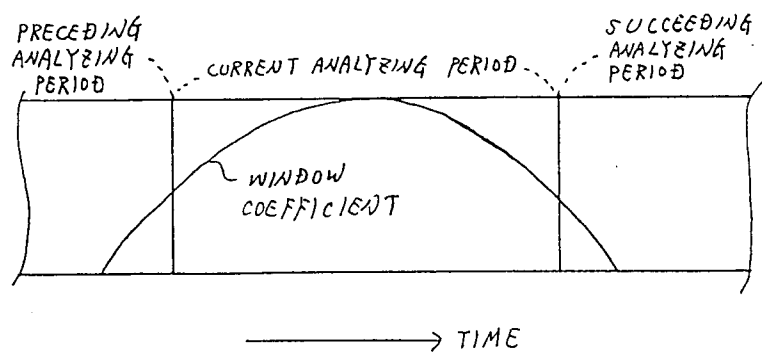 PRECEDING
ANALYZING
PERIOD
CURRENT ANALYZING PERIOD
SUCCEEDING
ANALYZING
PERIOD
WINDOW
COEFFICIENT
TIME